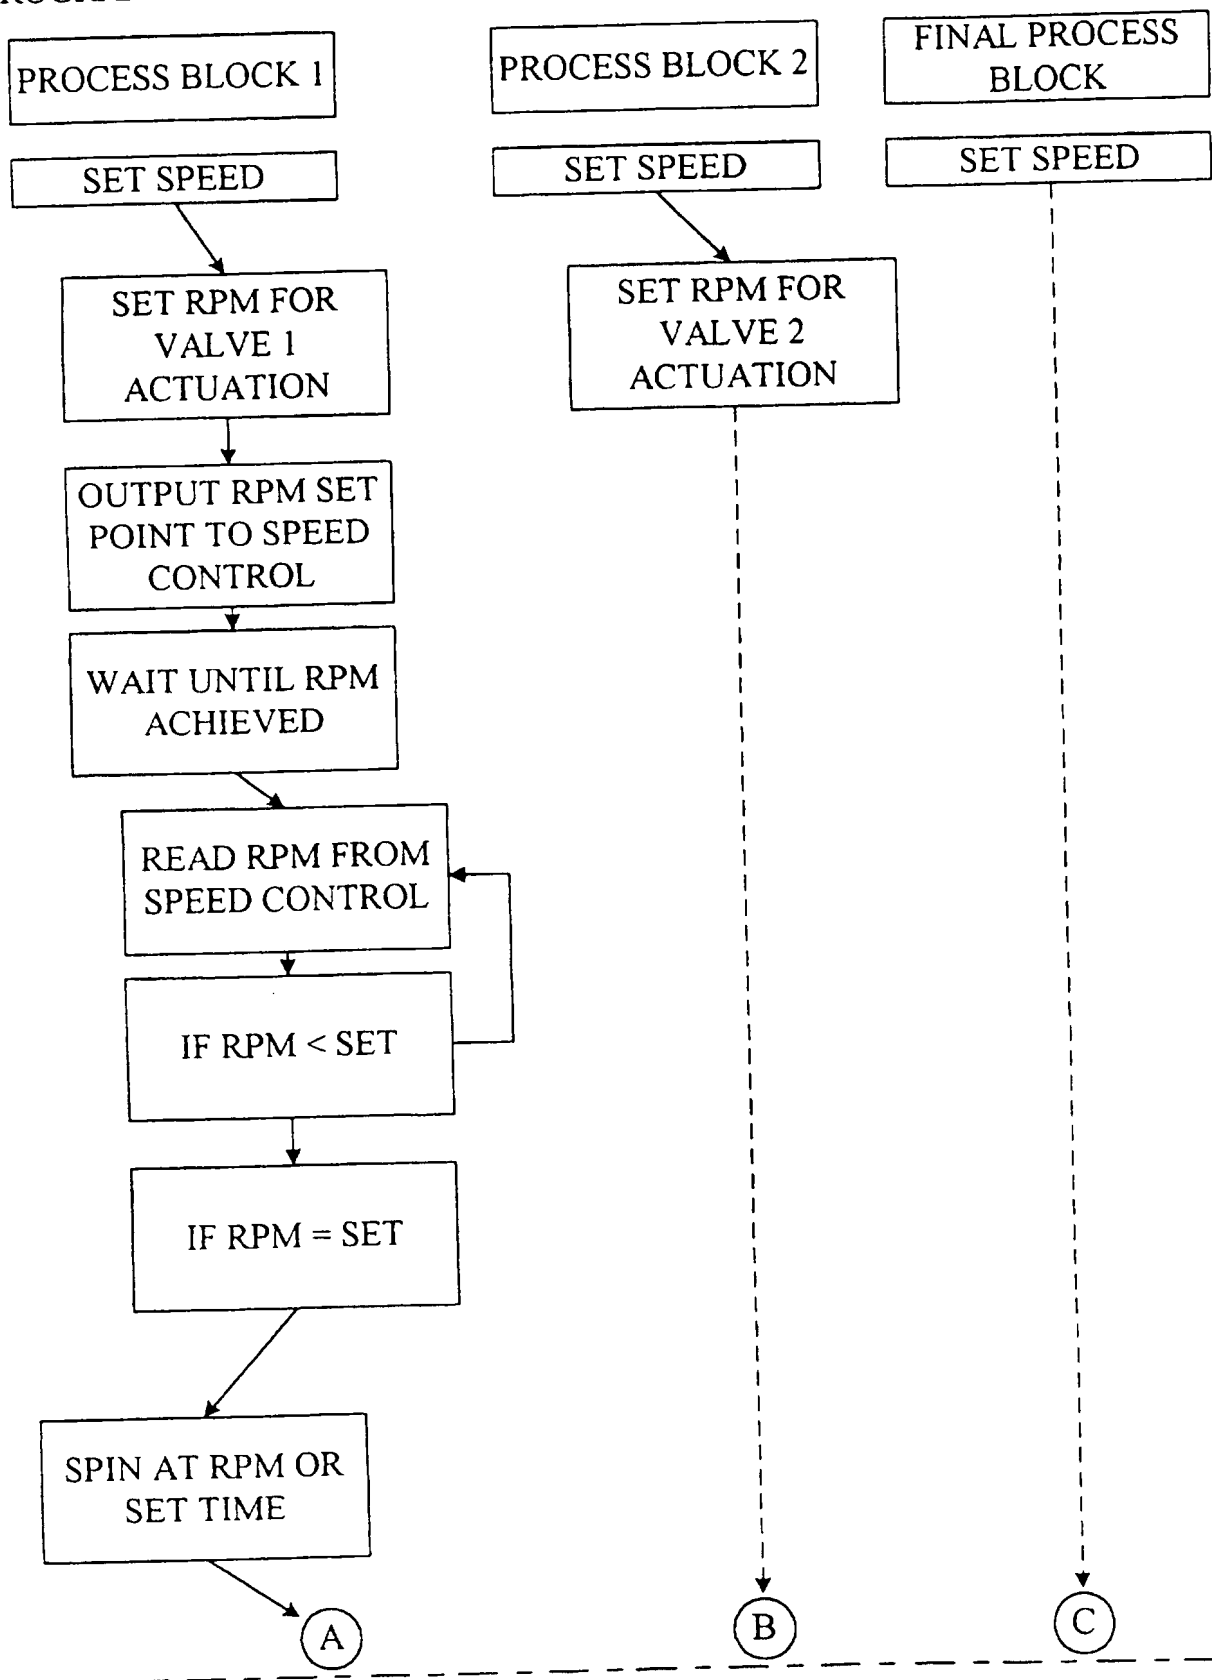 PROCESS BLOCK 1
SET SPEED
SET RPM FOR
VALVE 1
ACTUATION
OUTPUT RPM SET
POINT TO SPEED
CONTROL
WAIT UNTIL RPM
ACHIEVED
READ RPM FROM
SPEED CONTROL
IF RPM < SET
IF RPM = SET
SPIN AT RPM OR
SET TIME
A
PROCESS BLOCK 2
SET SPEED
SET RPM FOR
VALVE 2
ACTUATION
B
FINAL PROCESS
BLOCK
SET SPEED
C